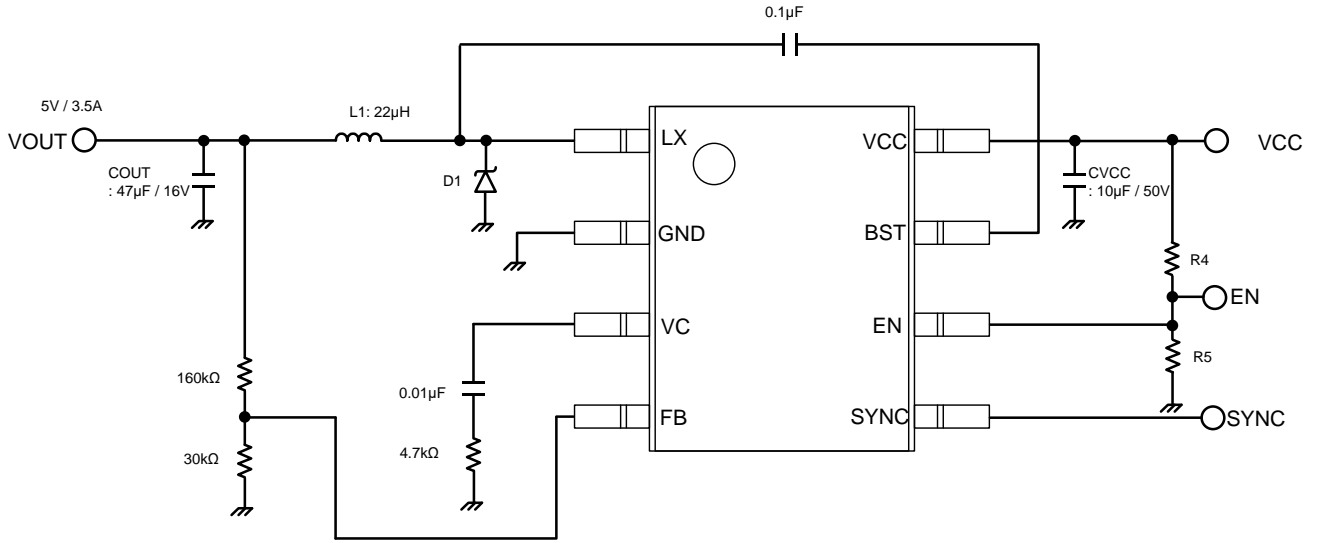 0.1µF
5V / 3.5A
VOUT
L1: 22µH
COUT
: 47µF / 16V
D1
LX
GND
VC
FB
VCC
BST
EN
SYNC
VCC
CVCC
: 10µF / 50V
R4
EN
R5
SYNC
160kΩ
30kΩ
0.01µF
4.7kΩ